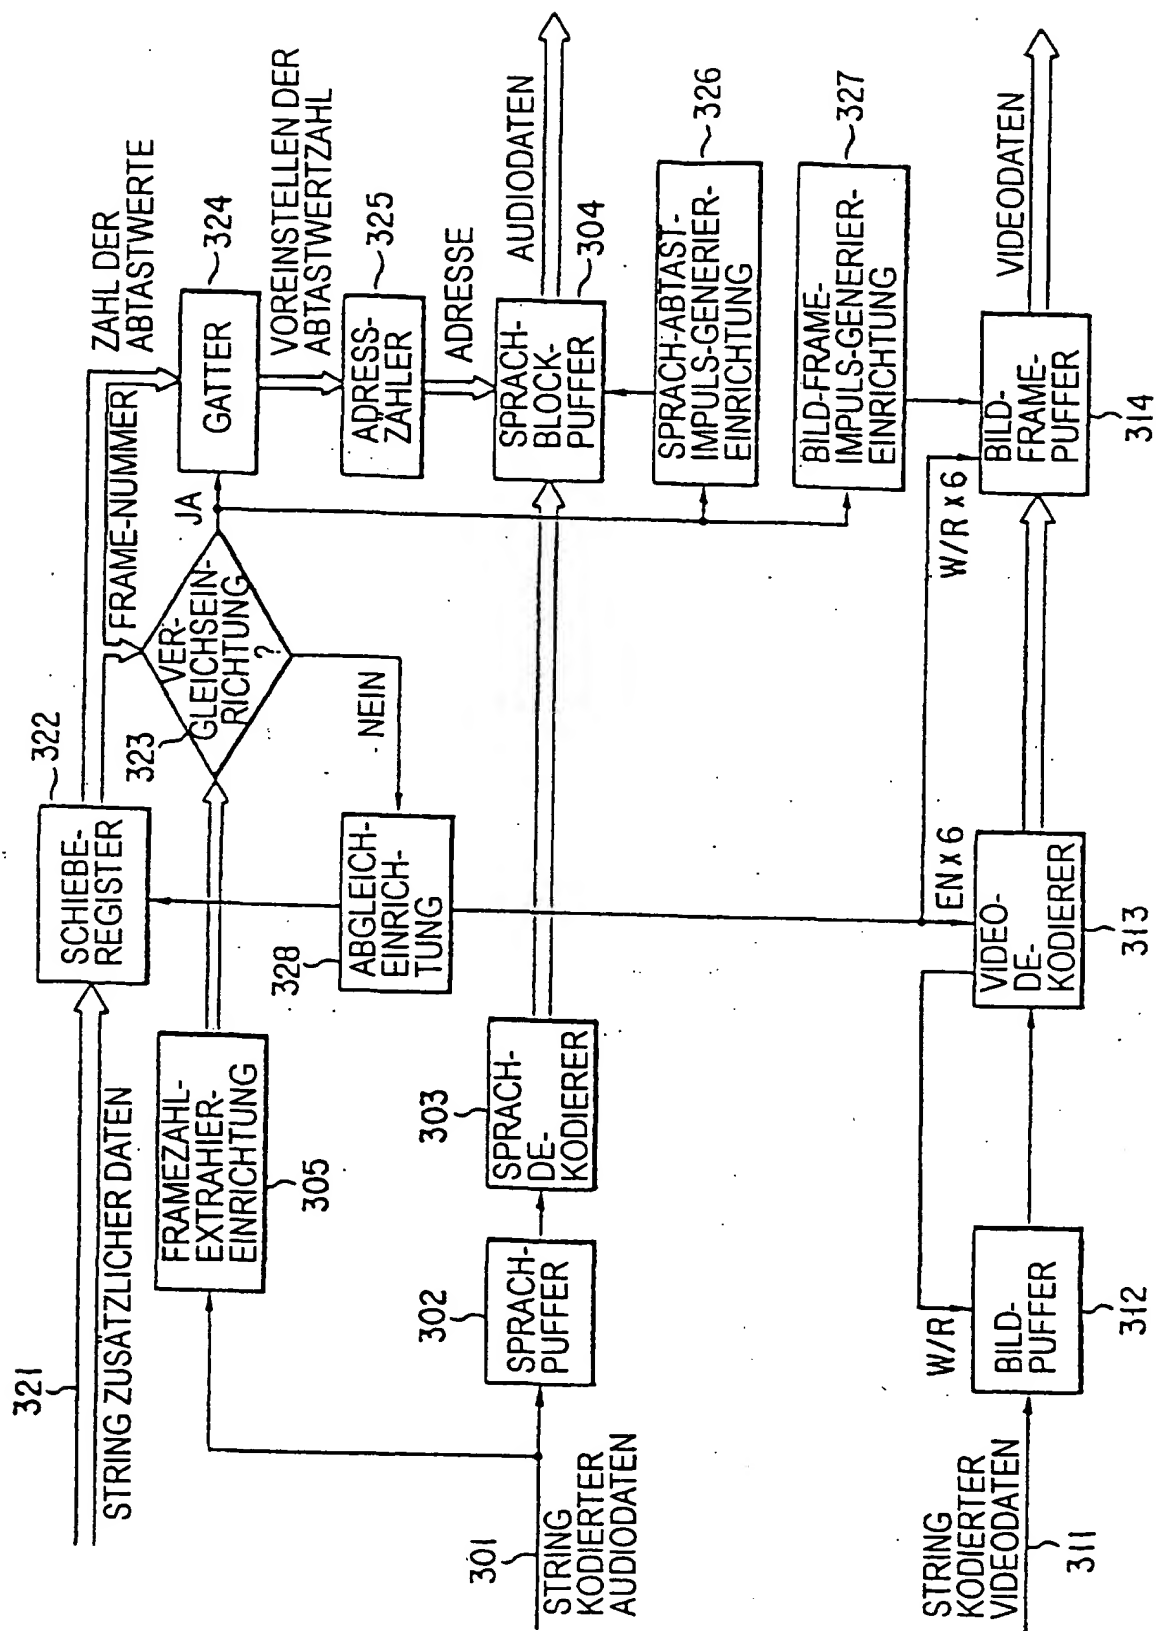 321
STRING ZUSÄTZLICHER DATEN
322
SCHIEBE-
REGISTER
ZAHL DER
ABTASTWERTE
FRAME-NUMMER
FRAMEZAHL-
EXTRAHIER-
EINRICHTUNG
305
323
VER-
GLEICHSEIN-
RICHTUNG
?
JA
NEIN
GATTER
324
VOREINSTELLEN DER
ABTASTWERTZAHL
328
ABGLEICH-
EINRICH-
TUNG
ADRESS-
ZÄHLER
325
ADRESSE
301
STRING
KODIERTER
AUDIODATEN
302
SPRACH-
PUFFER
303
SPRACH-
DE-
KODIERER
SPRACH-
BLOCK-
PUFFER
304
AUDIODATEN
SPRACH-ABTAST-
IMPULS-GENERIER-
EINRICHTUNG
326
BILD-FRAME-
IMPULS-GENERIER-
EINRICHTUNG
327
STRING
KODIERTER
VIDEODATEN
311
W/R
BILD-
PUFFER
312
EN x 6
VIDEO-
DE-
KODIERER
313
W/R x 6
BILD-
FRAME-
PUFFER
314
VIDEODATEN